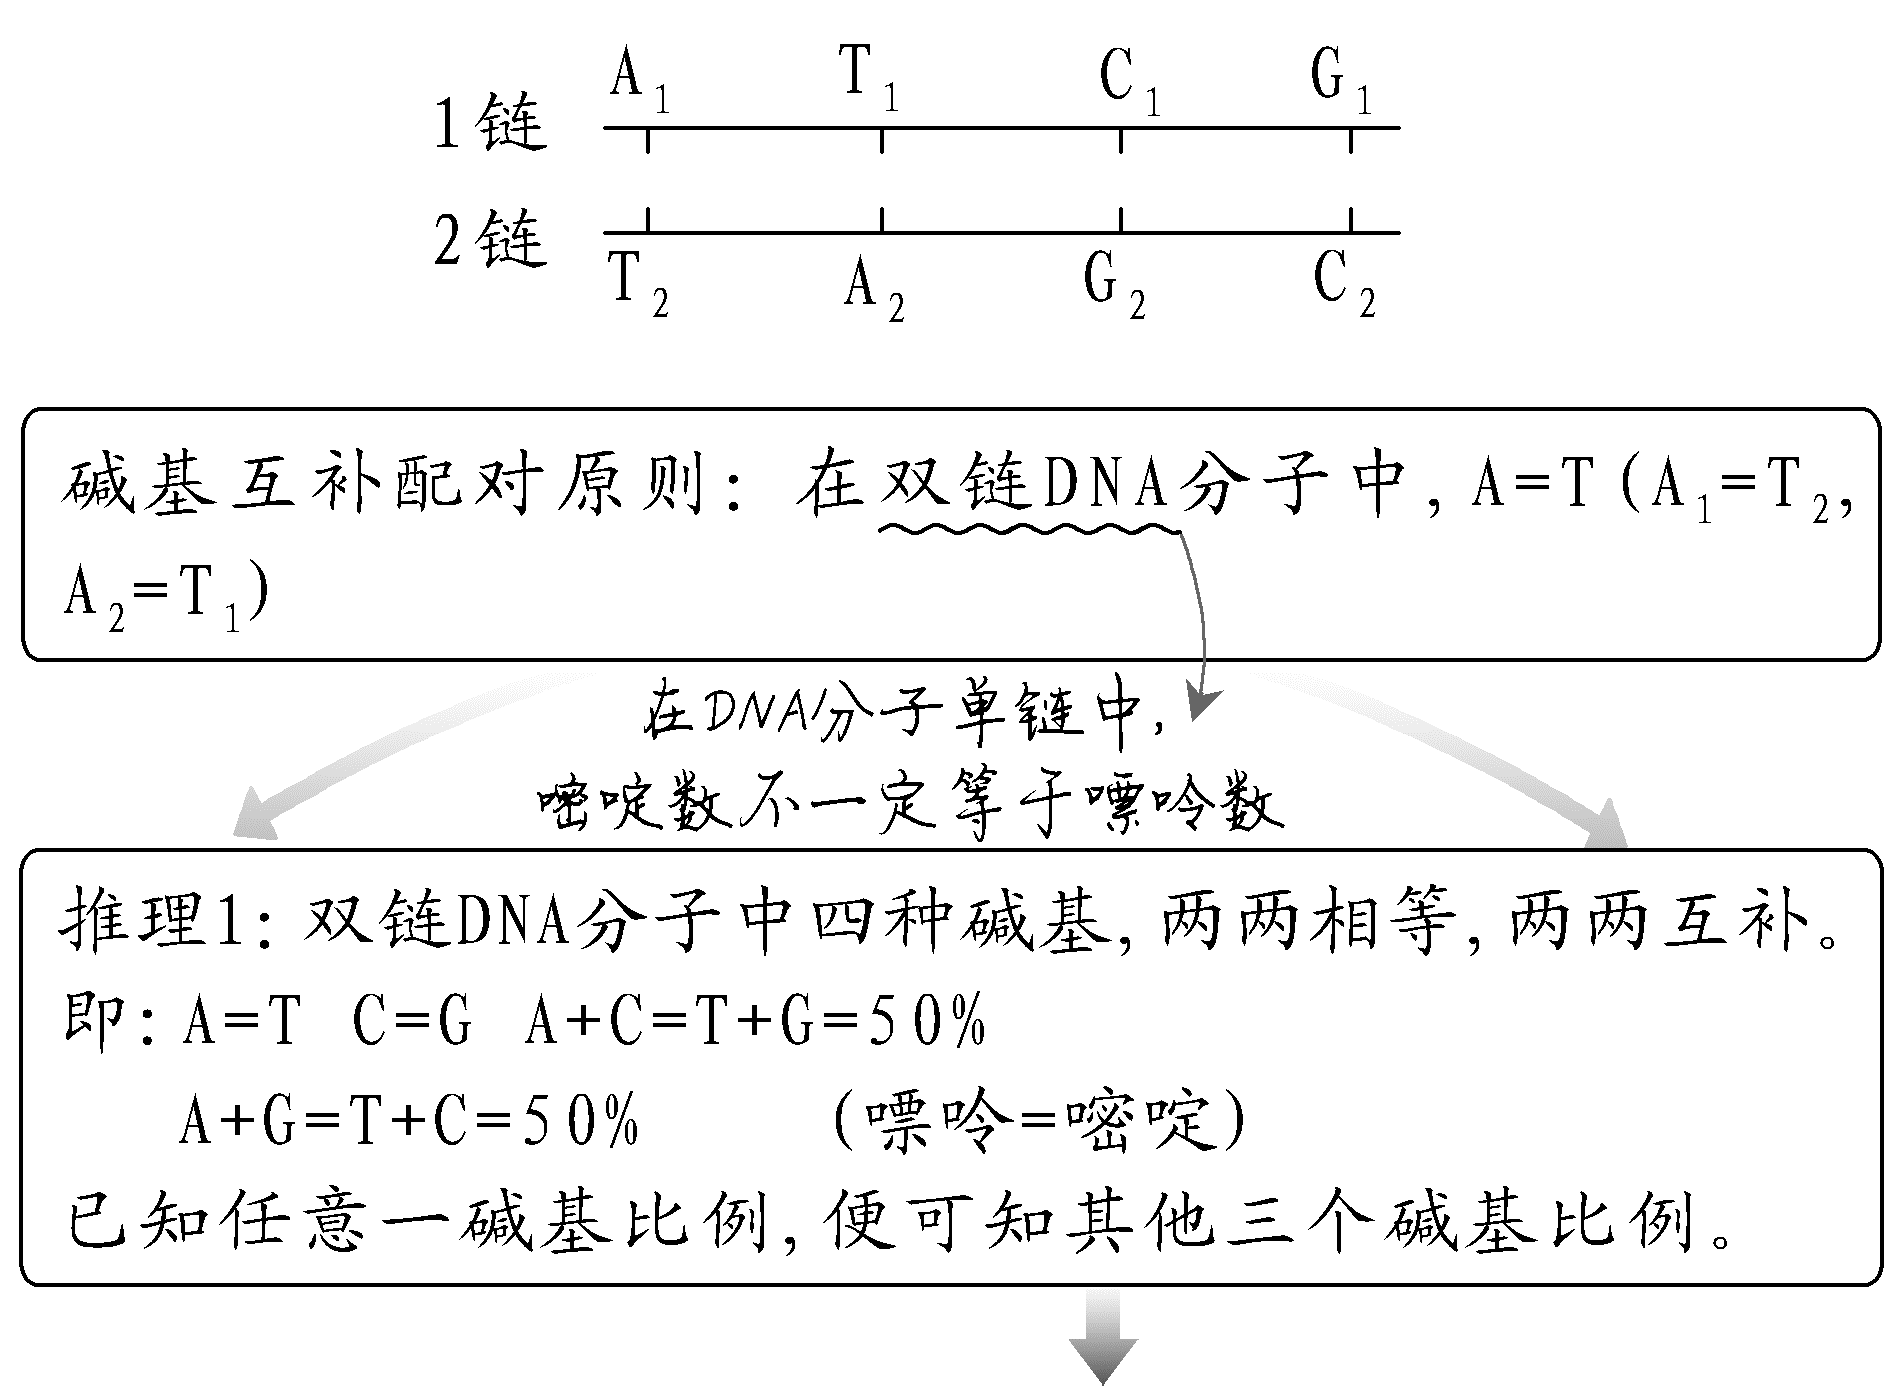 A₁ T₁ C₁ G₁
1链
2链
T₂ A₂ G₂ C₂
碱基互补配对原则：在双链DNA分子中，A=T(A₁=T₂，
A₂=T₁)
在DNA分子单链中，
嘧啶数不一定等于嘌呤数
推理1：双链DNA分子中四种碱基，两两相等，两两互补。
即：A=T C=G A+C=T+G=50%
A+G=T+C=50% (嘌呤=嘧啶)
已知任意一碱基比例，便可知其他三个碱基比例。